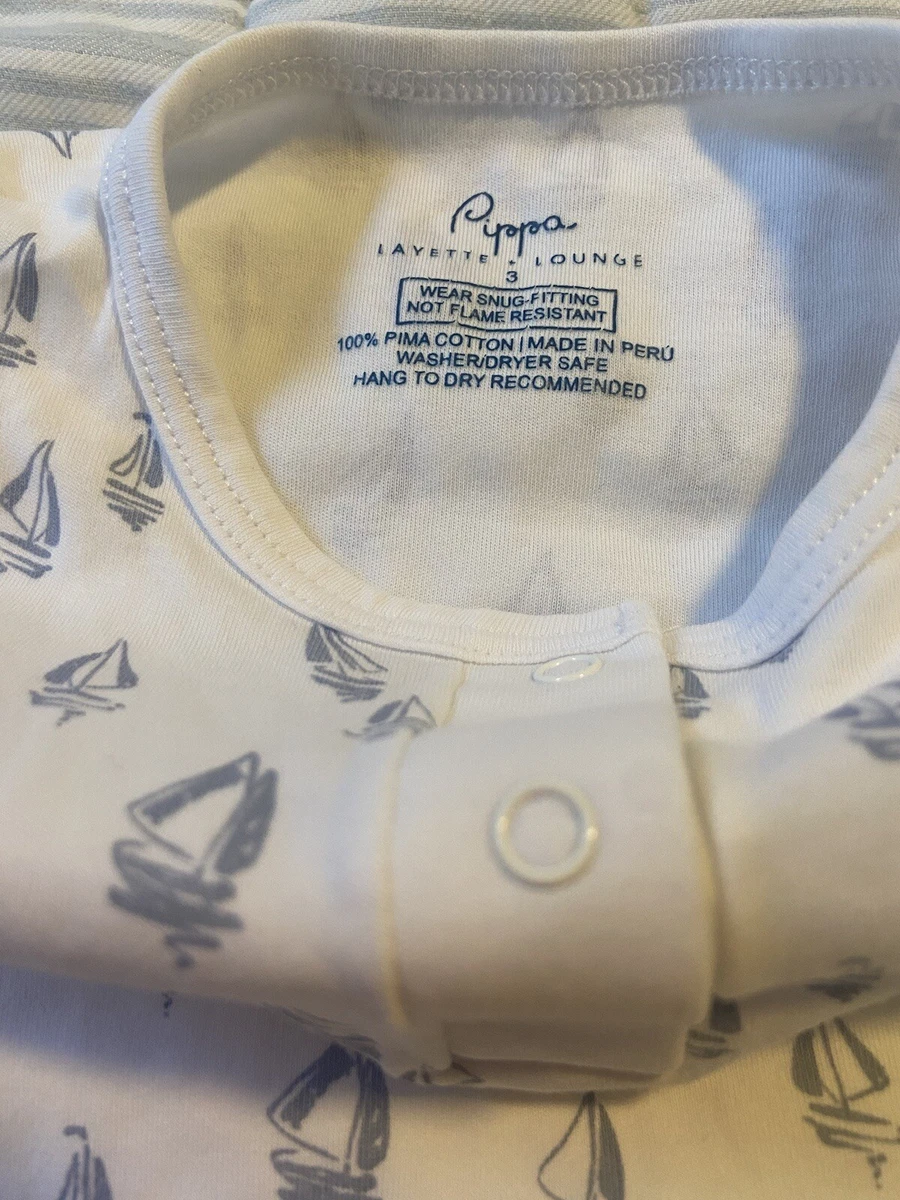 Pippa
LAYETTE + LOUNGE
3
WEAR SNUG-FITTING
NOT FLAME RESISTANT
100% PIMA COTTON | MADE IN PERÚ
WASHER/DRYER SAFE
HANG TO DRY RECOMMENDED